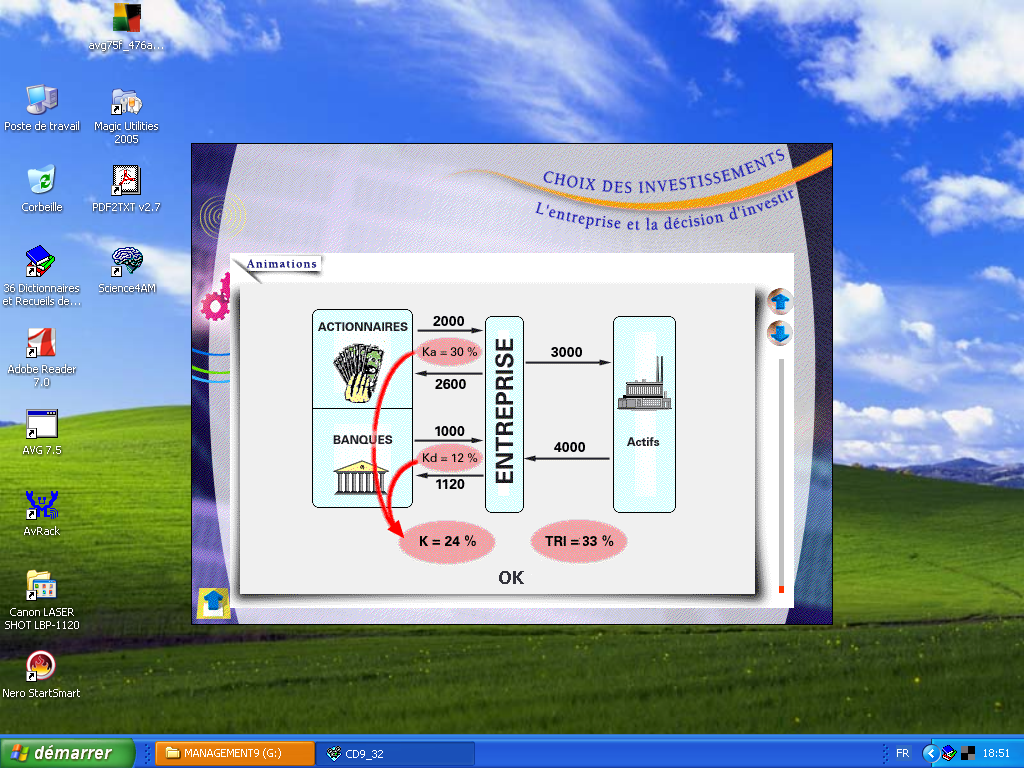 avg75f_476a...
Poste de travail
Magic Utilities
2005
Corbeille
PDF2TXT v2.7
36 Dictionnaires
et Recueils de...
Science4AM
Adobe Reader
7.0
AVG 7.5
AvRack
Canon LASER
SHOT LBP-1120
Nero StartSmart
CHOIX DES INVESTISSEMENTS
L'entreprise et la décision d'investir
Animations
ACTIONNAIRES
2000
Ka = 30 %
2600
BANQUES
1000
Kd = 12 %
1120
ENTREPRISE
3000
4000
Actifs
K = 24 %
TRI = 33 %
OK
démarrer
MANAGEMENT9 (G:)
CD9_32
FR
18:51